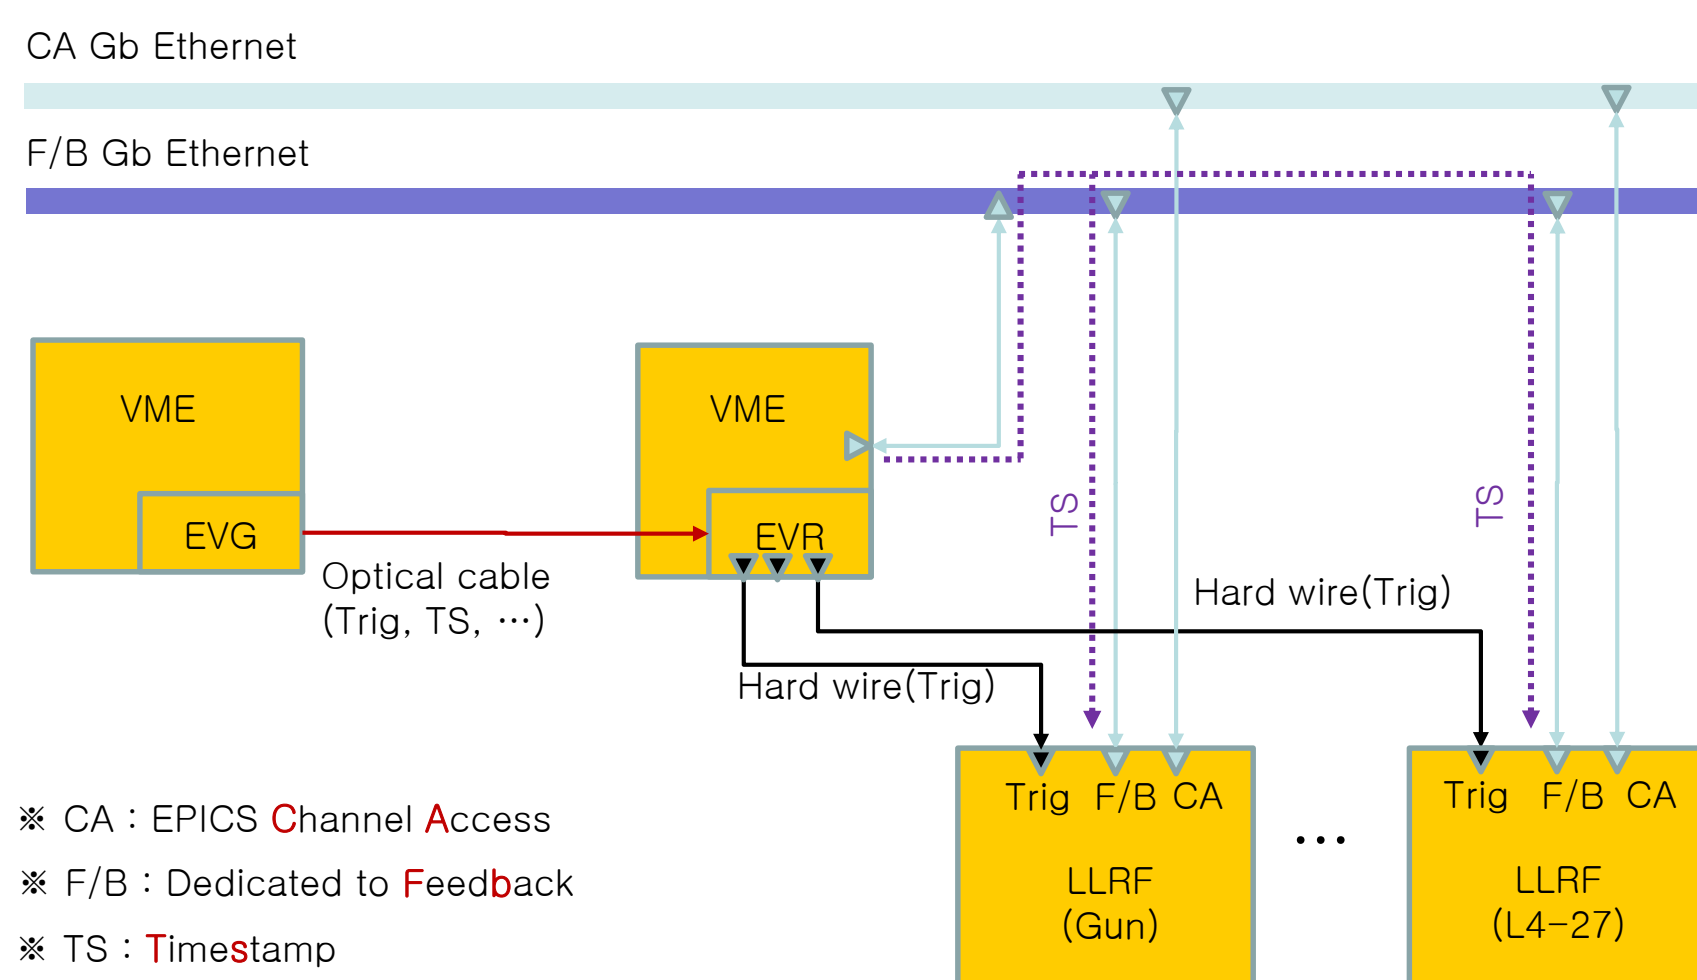 CA Gb Ethernet
F/B Gb Ethernet
VME
EVG
VME
EVR
Optical cable
(Trig, TS, ⋯)
TS
TS
Hard wire(Trig)
Hard wire(Trig)
Trig F/B CA
LLRF
(Gun)
⋯
Trig F/B CA
LLRF
(L4-27)
※ CA : EPICS Channel Access
※ F/B : Dedicated to Feedback
※ TS : Timestamp